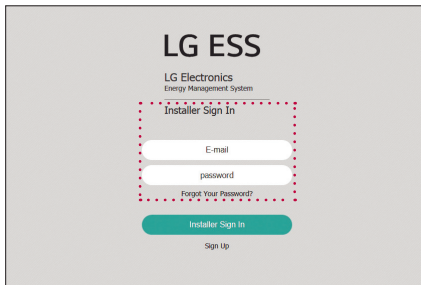 LG ESS
LG Electronics
Energy Management System
Installer Sign In
E-mail
password
Forgot Your Password?
Installer Sign In
Sign Up